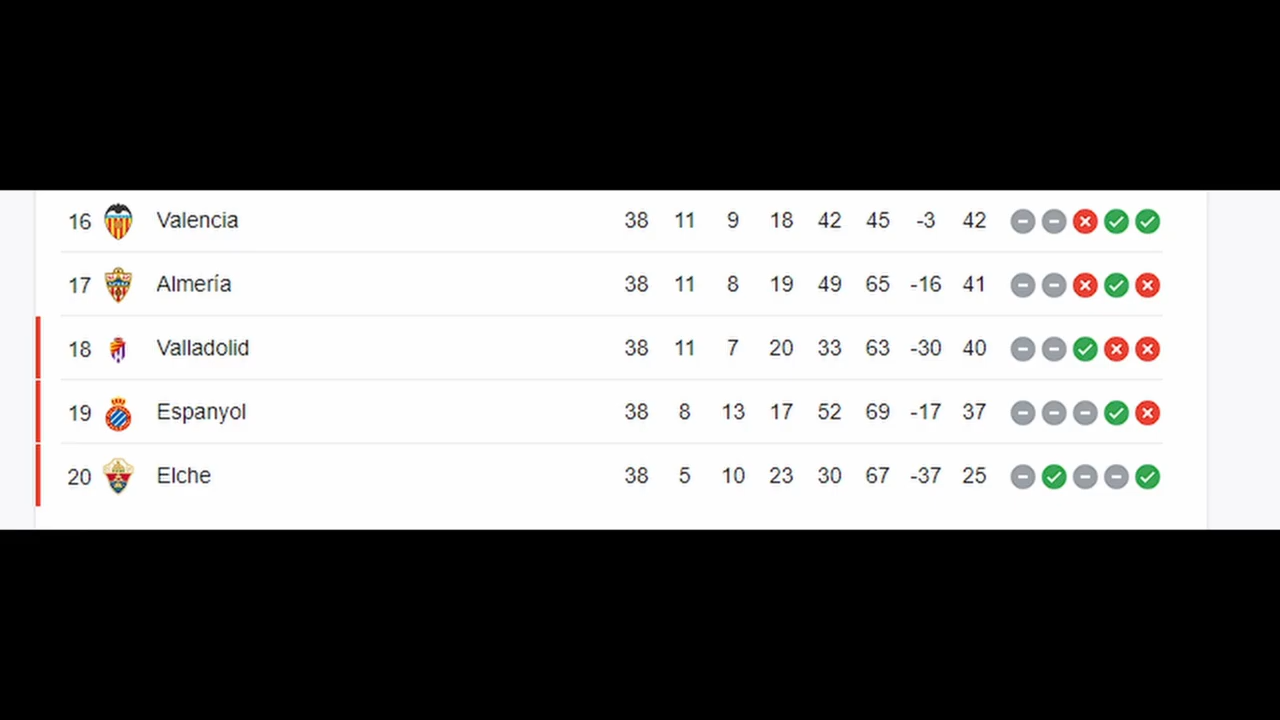 16 Valencia 38 11 9 18 42 45 -3 42
17 Almería 38 11 8 19 49 65 -16 41
18 Valladolid 38 11 7 20 33 63 -30 40
19 Espanyol 38 8 13 17 52 69 -17 37
20 Elche 38 5 10 23 30 67 -37 25